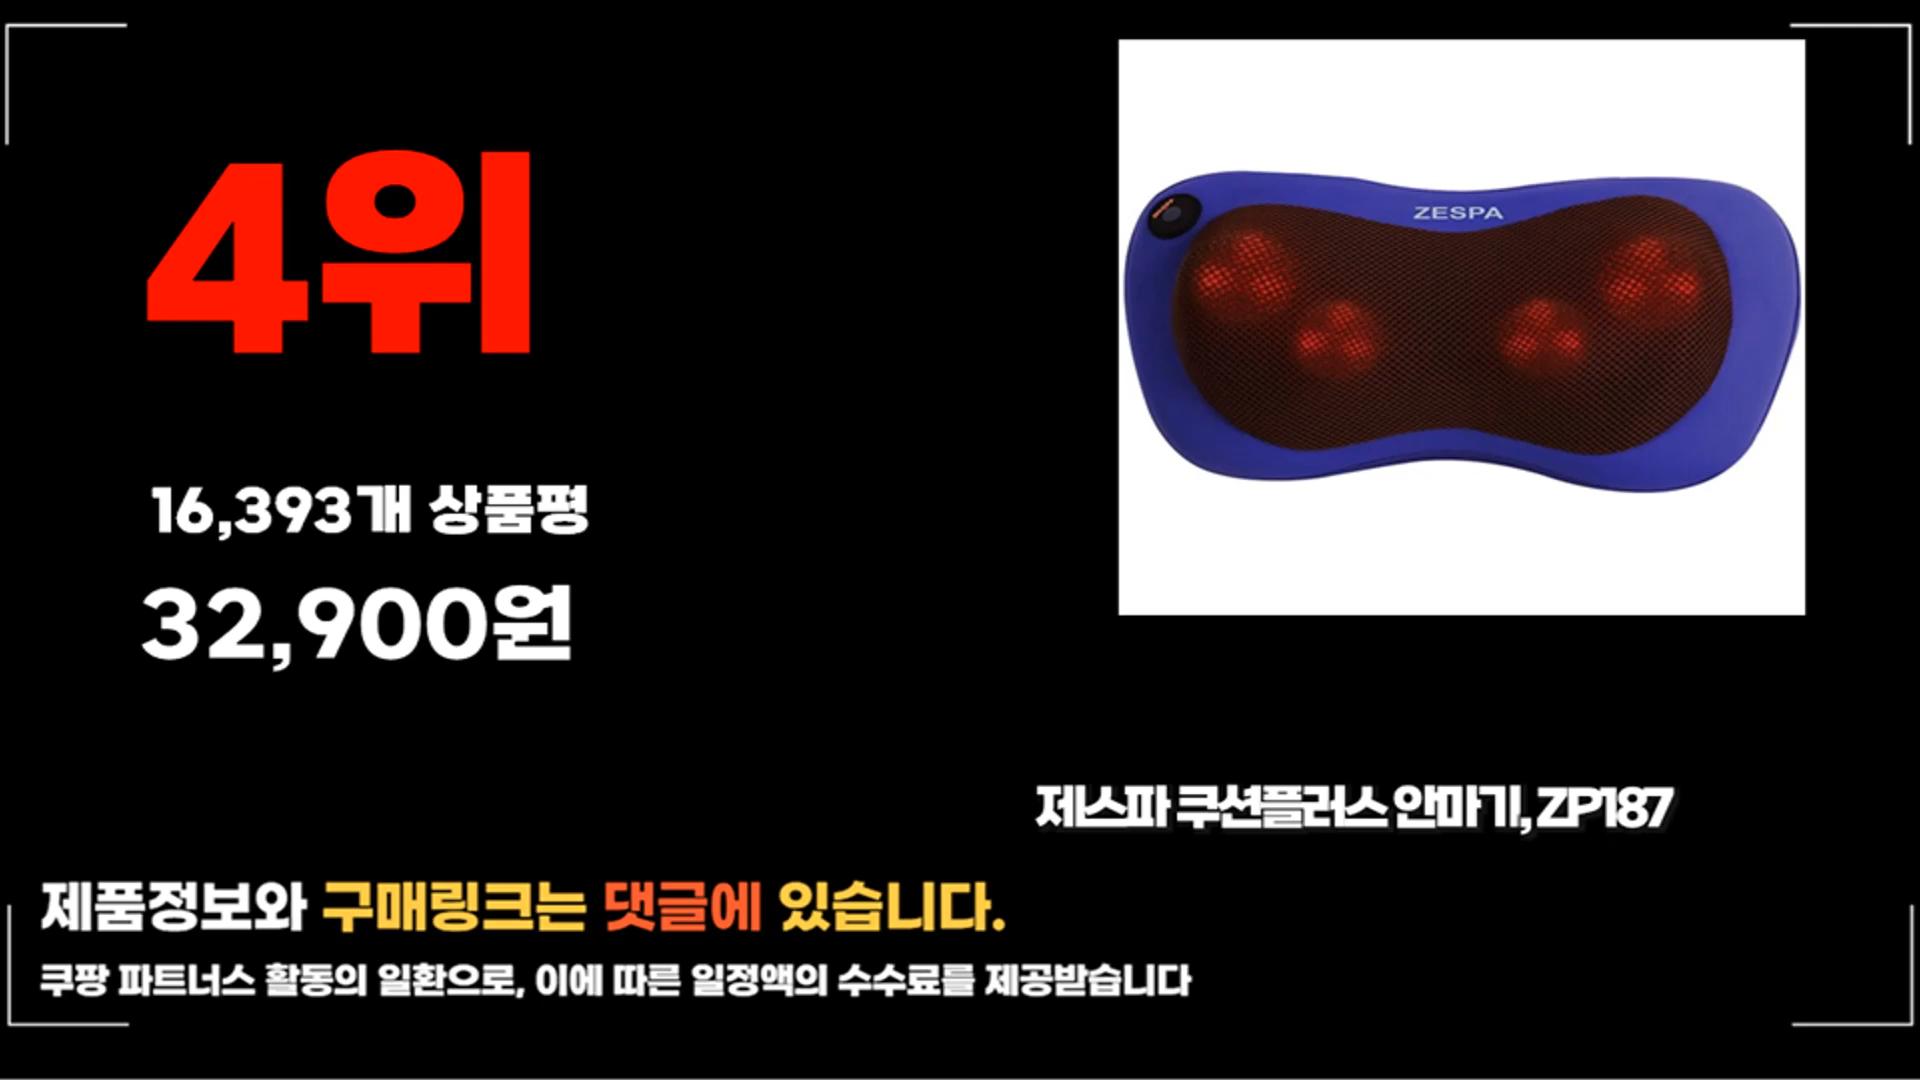 4위
ZESPA
16,393개 상품평
32,900원
제스파 쿠션플러스 안마기, ZP187
제품정보와 구매링크는 댓글에 있습니다.
쿠팡 파트너스 활동의 일환으로, 이에 따른 일정액의 수수료를 제공받습니다